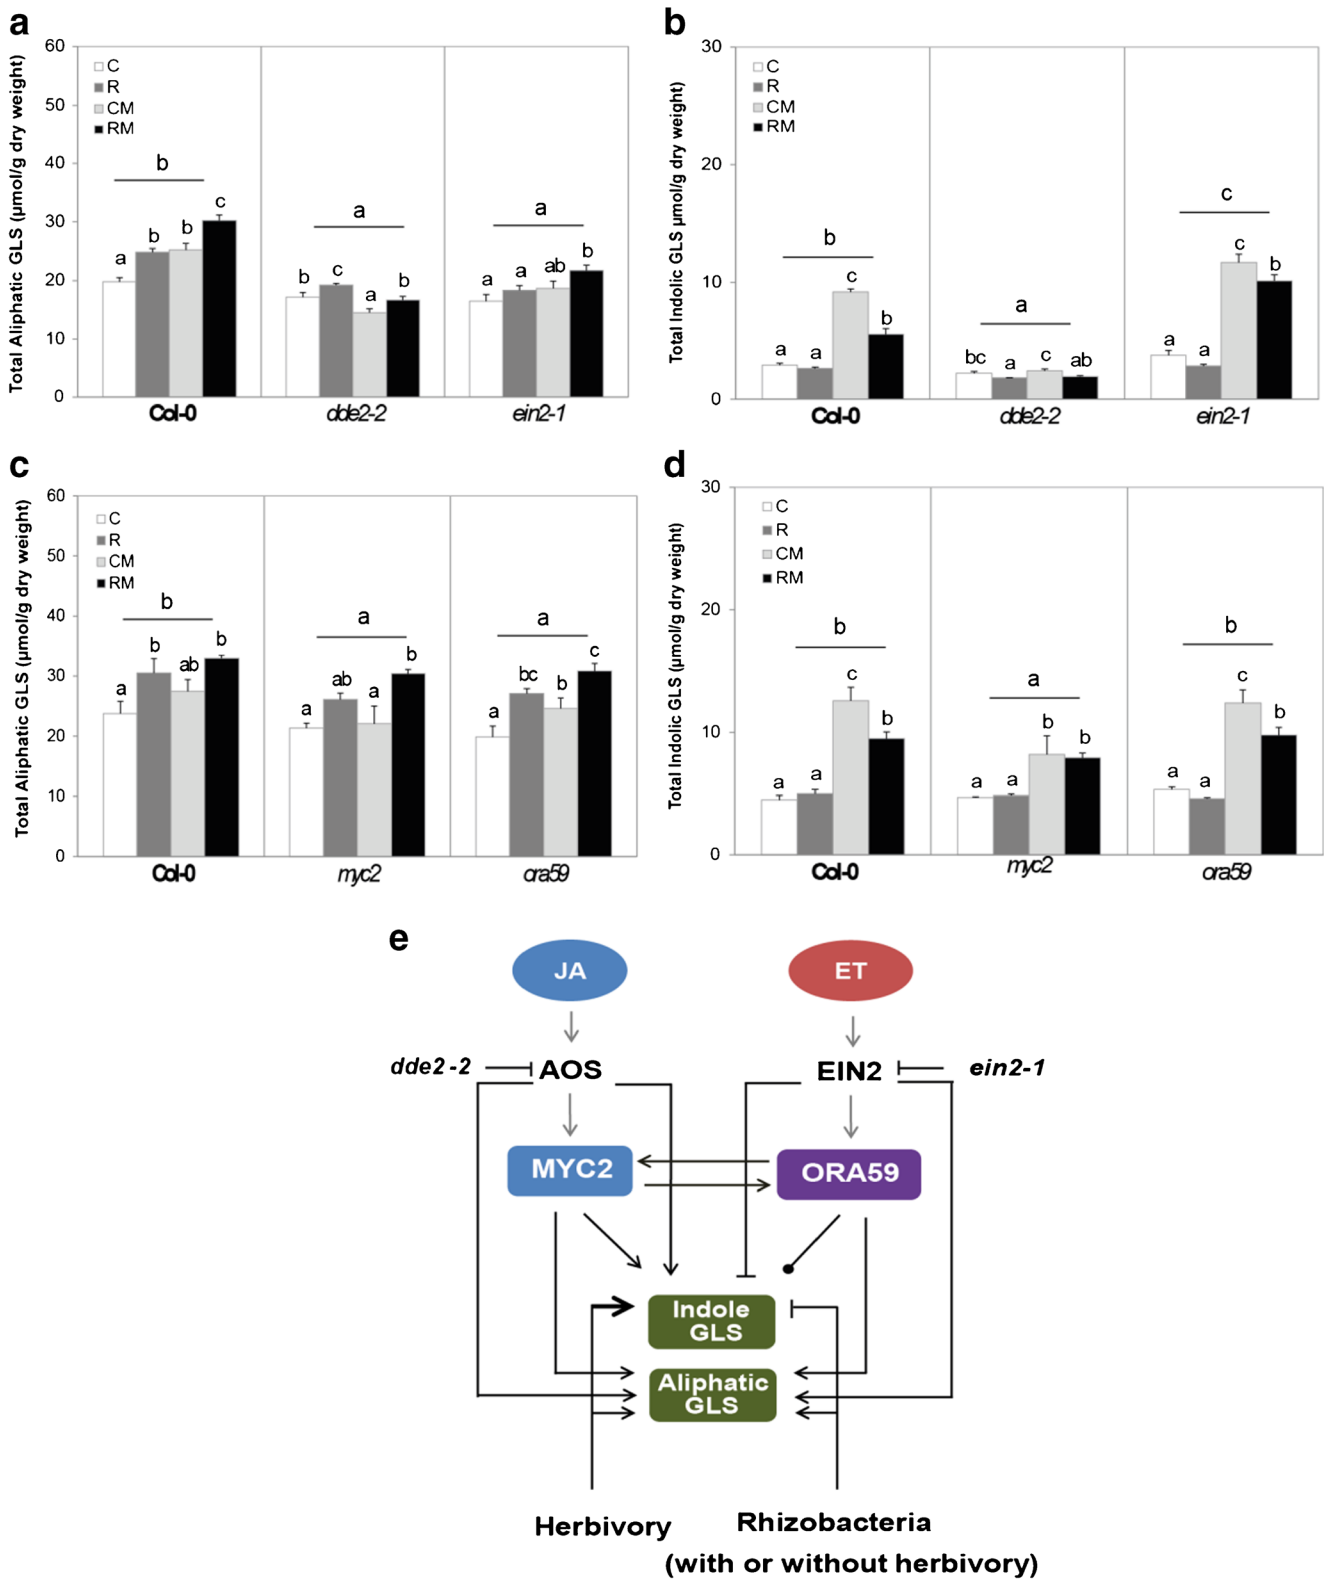 a
Total Aliphatic GLS (µmol/g dry weight)
60
50
40
30
20
10
0
C
R
CM
RM
b
a
b
b
c
a
b
c
a
b
a
a
a
ab
b
Col-0
dde2-2
ein2-1
b
Total Indolic GLS µmol/g dry weight)
30
20
10
0
C
R
CM
RM
b
a
a
c
b
a
bc
a
c
ab
c
a
a
c
b
Col-0
dde2-2
ein2-1
c
Total Aliphatic GLS (µmol/g dry weight)
60
50
40
30
20
10
0
C
R
CM
RM
b
a
b
ab
b
a
a
ab
a
b
a
a
bc
b
c
Col-0
myc2
ora59
d
Total Indolic GLS (µmol/g dry weight)
30
20
10
0
C
R
CM
RM
b
a
a
c
b
a
a
a
b
b
b
a
a
c
b
Col-0
myc2
ora59
e
JA
ET
dde2-2
AOS
EIN2
ein2-1
MYC2
ORA59
Indole
GLS
Aliphatic
GLS
Herbivory
Rhizobacteria
(with or without herbivory)